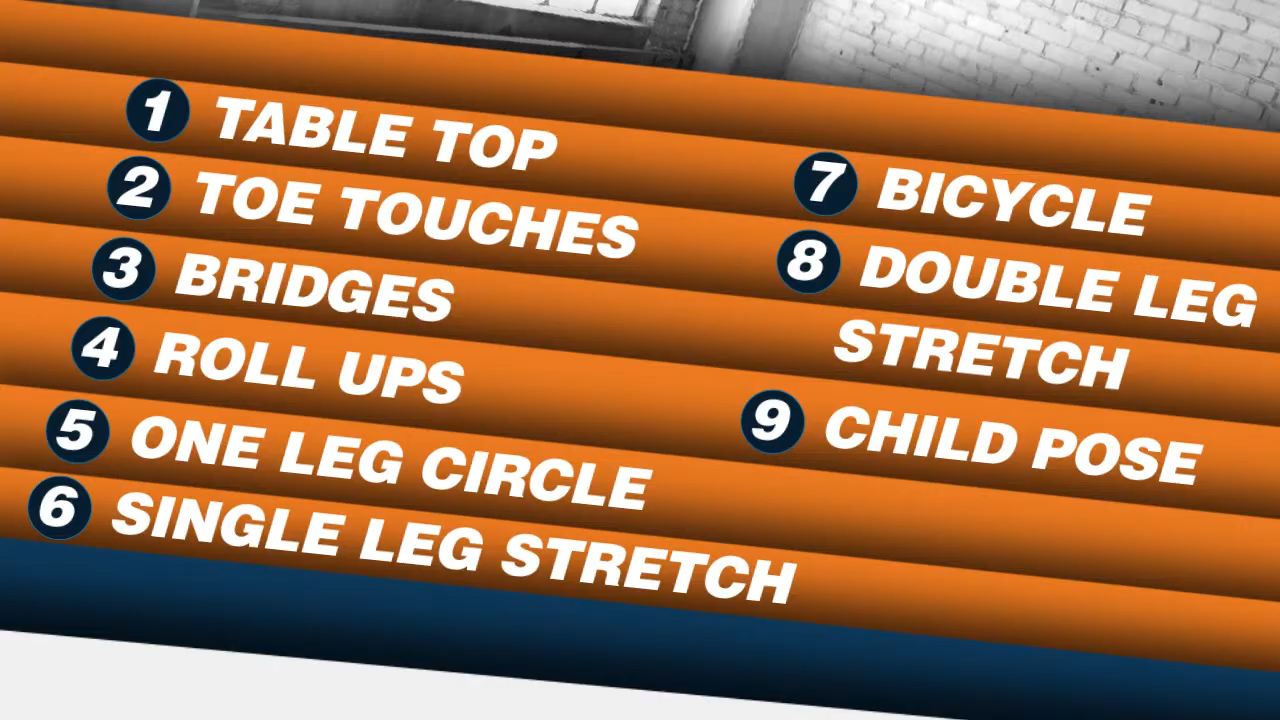 1 TABLE TOP
2 TOE TOUCHES
3 BRIDGES
4 ROLL UPS
5 ONE LEG CIRCLE
6 SINGLE LEG STRETCH
7 BICYCLE
8 DOUBLE LEG
STRETCH
9 CHILD POSE